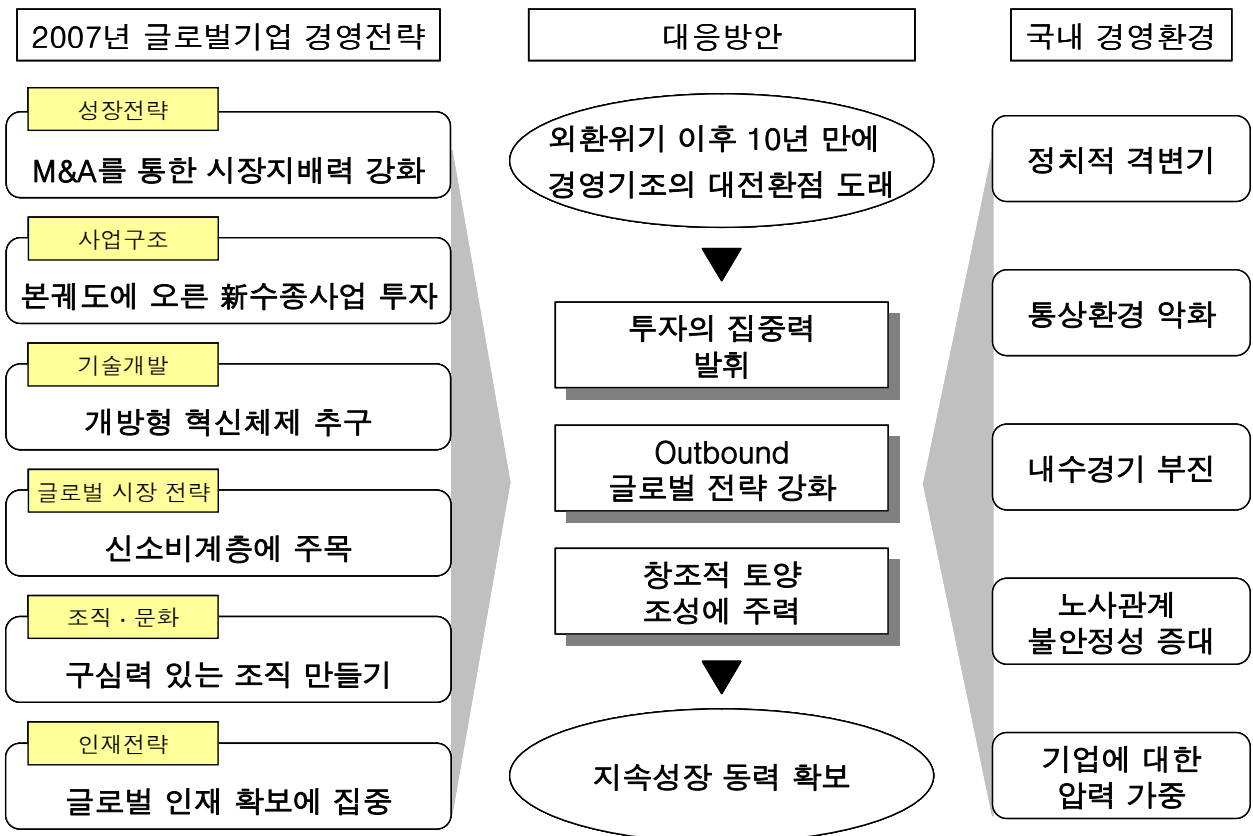 2007년 글로벌기업 경영전략
성장전략
M&A를 통한 시장지배력 강화
사업구조
본궤도에 오른 新수종사업 투자
기술개발
개방형 혁신체제 추구
글로벌 시장 전략
신소비계층에 주목
조직·문화
구심력 있는 조직 만들기
인재전략
글로벌 인재 확보에 집중
대응방안
외환위기 이후 10년 만에
경영기조의 대전환점 도래
투자의 집중력
발휘
Outbound
글로벌 전략 강화
창조적 토양
조성에 주력
지속성장 동력 확보
국내 경영환경
정치적 격변기
통상환경 악화
내수경기 부진
노사관계
불안정성 증대
기업에 대한
압력 가중